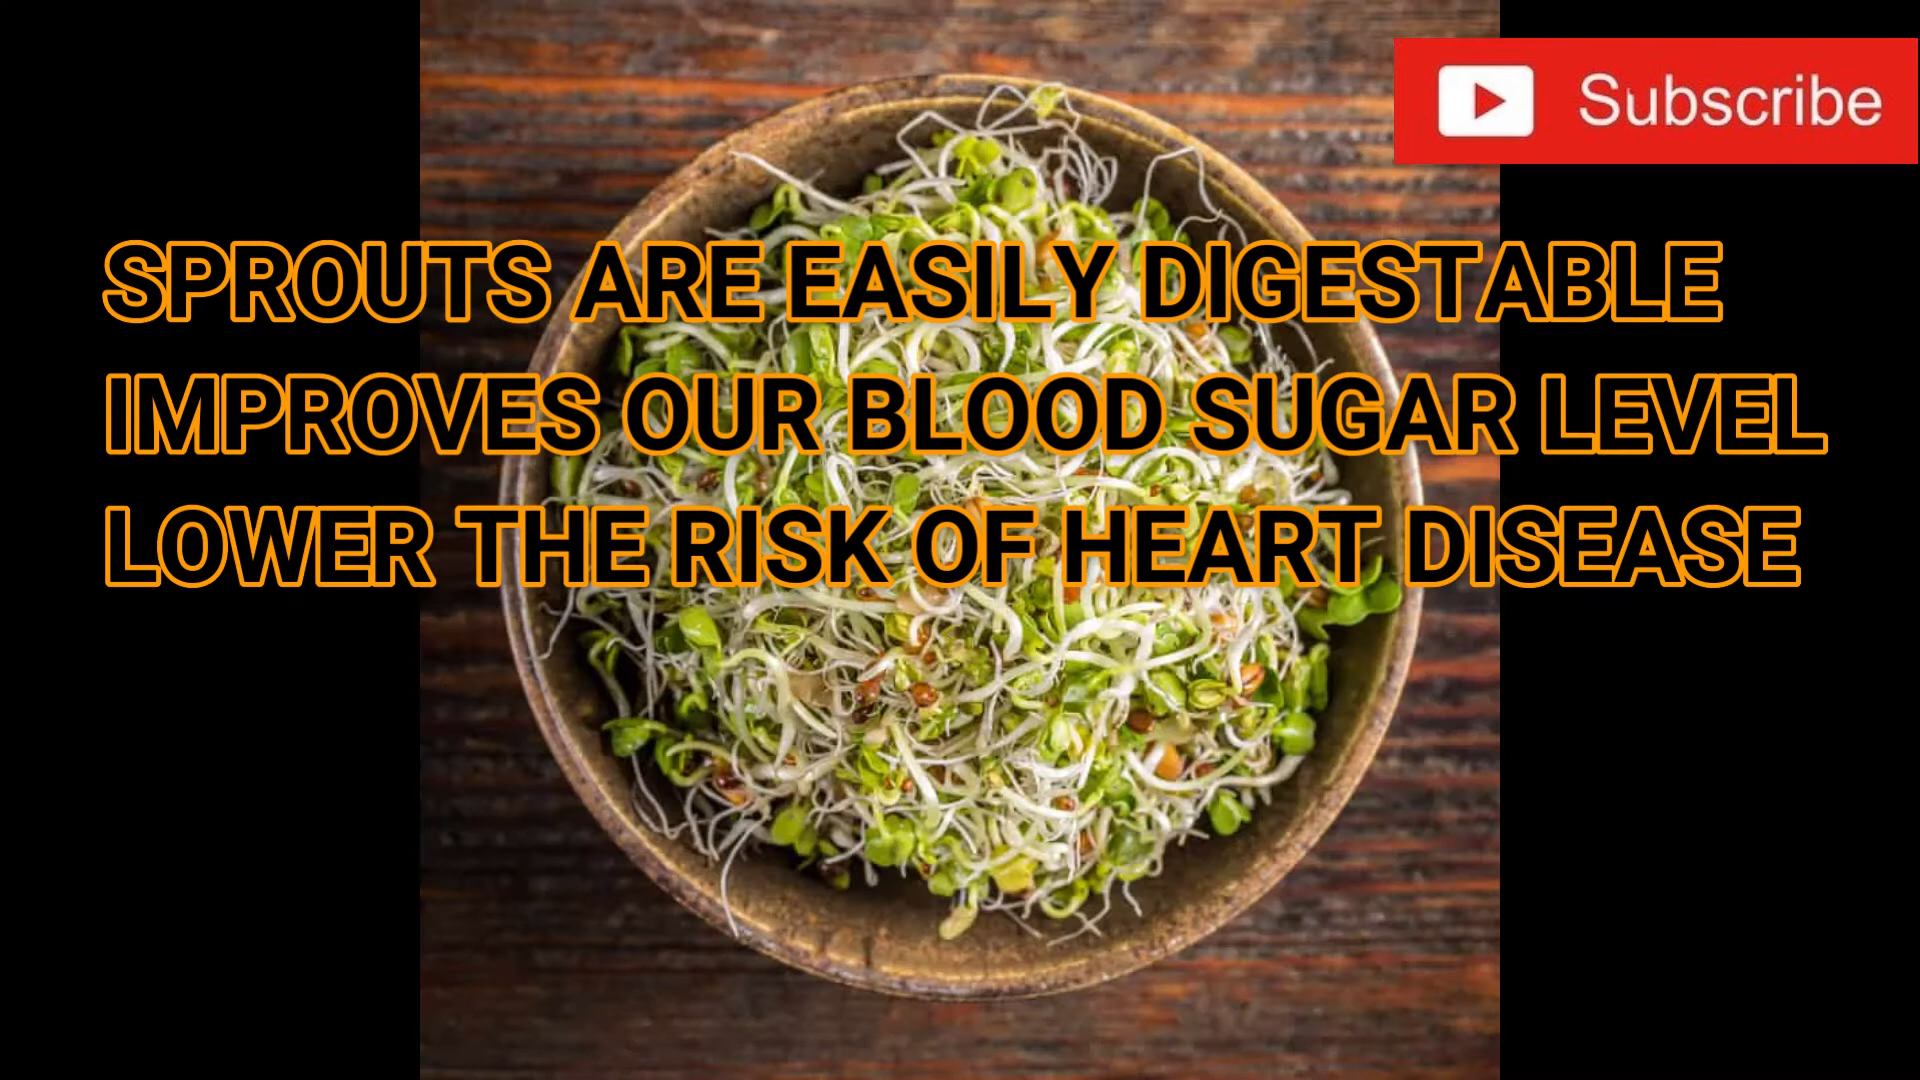 Subscribe
SPROUTS ARE EASILY DIGESTABLE
IMPROVES OUR BLOOD SUGAR LEVEL
LOWER THE RISK OF HEART DISEASE